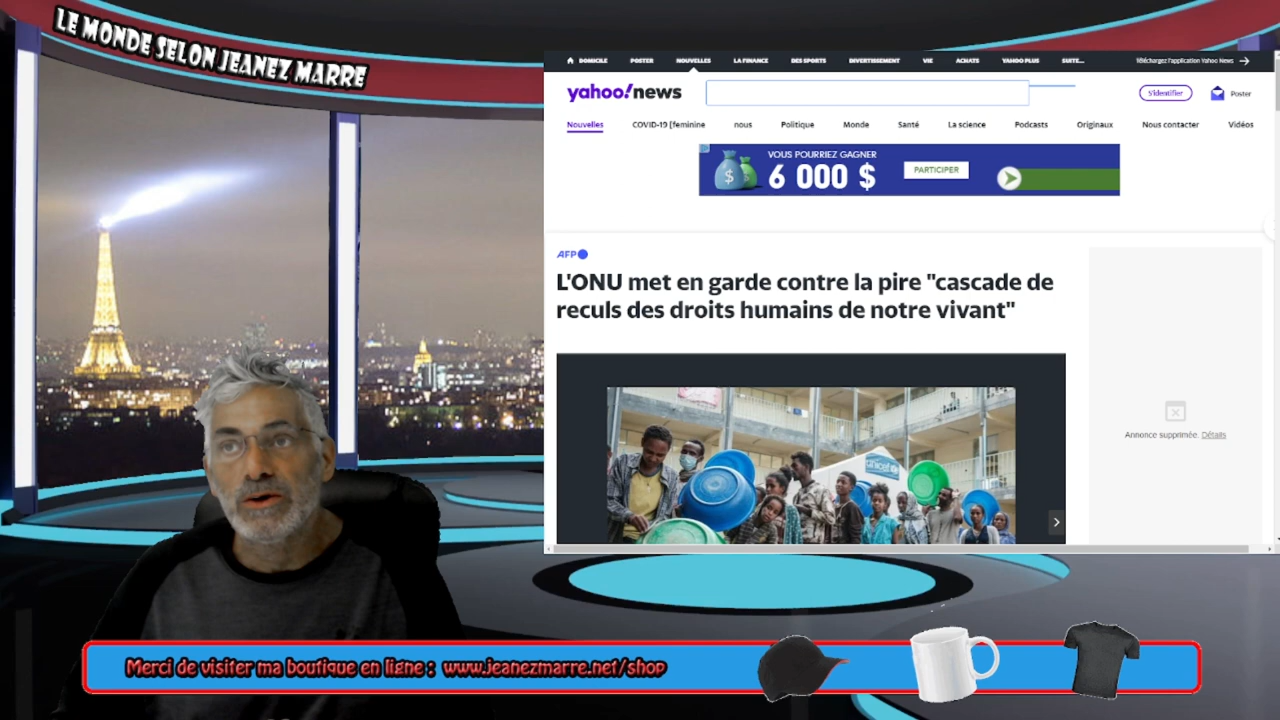 LE MONDE SELON JEANEZ MARRE
DOMICILE POSTER NOUVELLES LA FINANCE DES SPORTS DIVERTISSEMENT VIE ACHATS YAHOO PLUS SUITE... Téléchargez l'application Yahoo News
yahoo!news
S'identifier
Poster
Nouvelles COVID-19 [feminine nous Politique Monde Santé La science Podcasts Originaux Nous contacter Vidéos
VOUS POURRIEZ GAGNER
6 000 $
PARTICIPER
AFP
L'ONU met en garde contre la pire "cascade de
reculs des droits humains de notre vivant"
unicef
Annonce supprimée. Détails
Merci de visiter ma boutique en ligne : www.jeanezmarre.net/shop